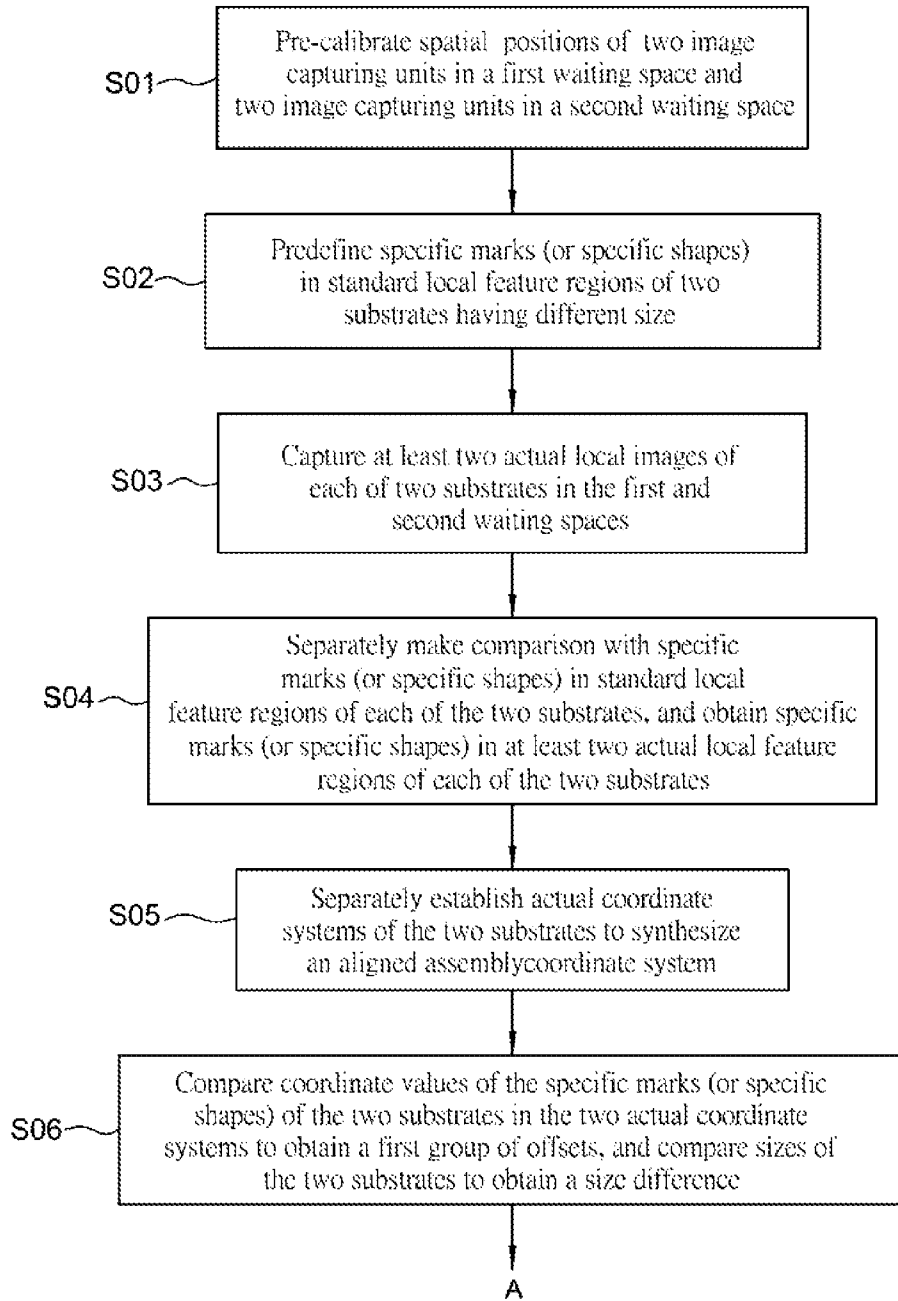 S01
Pre-calibrate spatial positions of two image
capturing units in a first waiting space and
two image capturing units in a second waiting space
S02
Predefine specific marks (or specific shapes)
in standard local feature regions of two
substrates having different size
S03
Capture at least two actual local images of
each of two substrates in the first and
second waiting spaces
S04
Separately make comparison with specific
marks (or specific shapes) in standard local
feature regions of each of the two substrates, and obtain specific
marks (or specific shapes) in at least two actual local feature
regions of each of the two substrates
S05
Separately establish actual coordinate
systems of the two substrates to synthesize
an aligned assemblycoordinate system
S06
Compare coordinate values of the specific marks (or specific
shapes) of the two substrates in the two actual coordinate
systems to obtain a first group of offsets, and compare sizes of
the two substrates to obtain a size difference
A